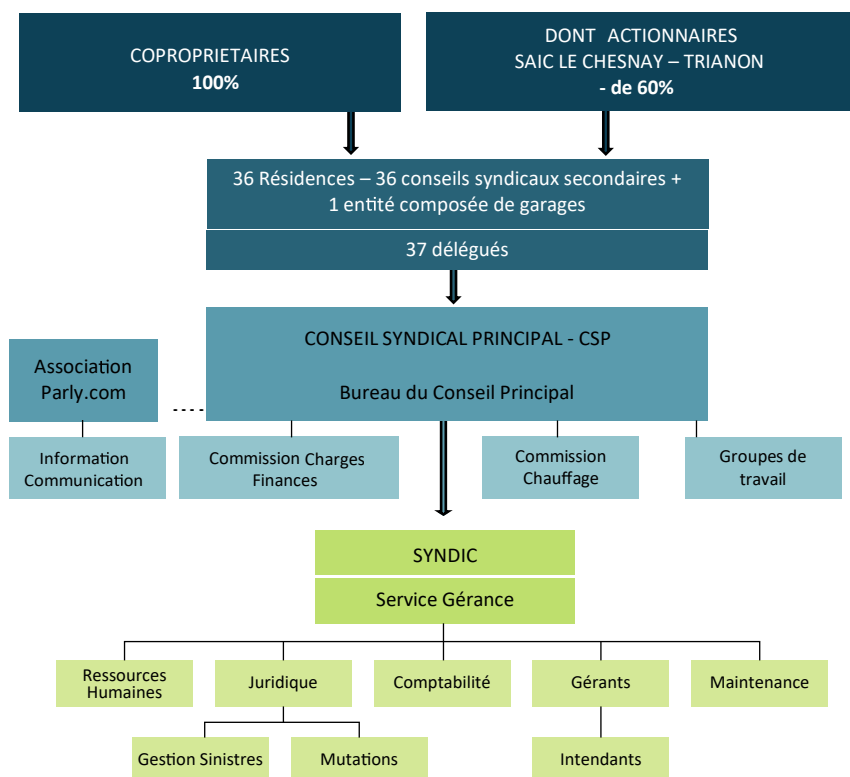 COPROPRIETAIRES
100%
DONT ACTIONNAIRES
SAIC LE CHESNAY – TRIANON
- de 60%
36 Résidences – 36 conseils syndicaux secondaires +
1 entité composée de garages
37 délégués
CONSEIL SYNDICAL PRINCIPAL - CSP
Bureau du Conseil Principal
Association
Parly.com
Information
Communication
Commission Charges
Finances
Commission
Chauffage
Groupes de
travail
SYNDIC
Service Gérance
Ressources
Humaines
Juridique
Comptabilité
Gérants
Maintenance
Gestion Sinistres
Mutations
Intendants